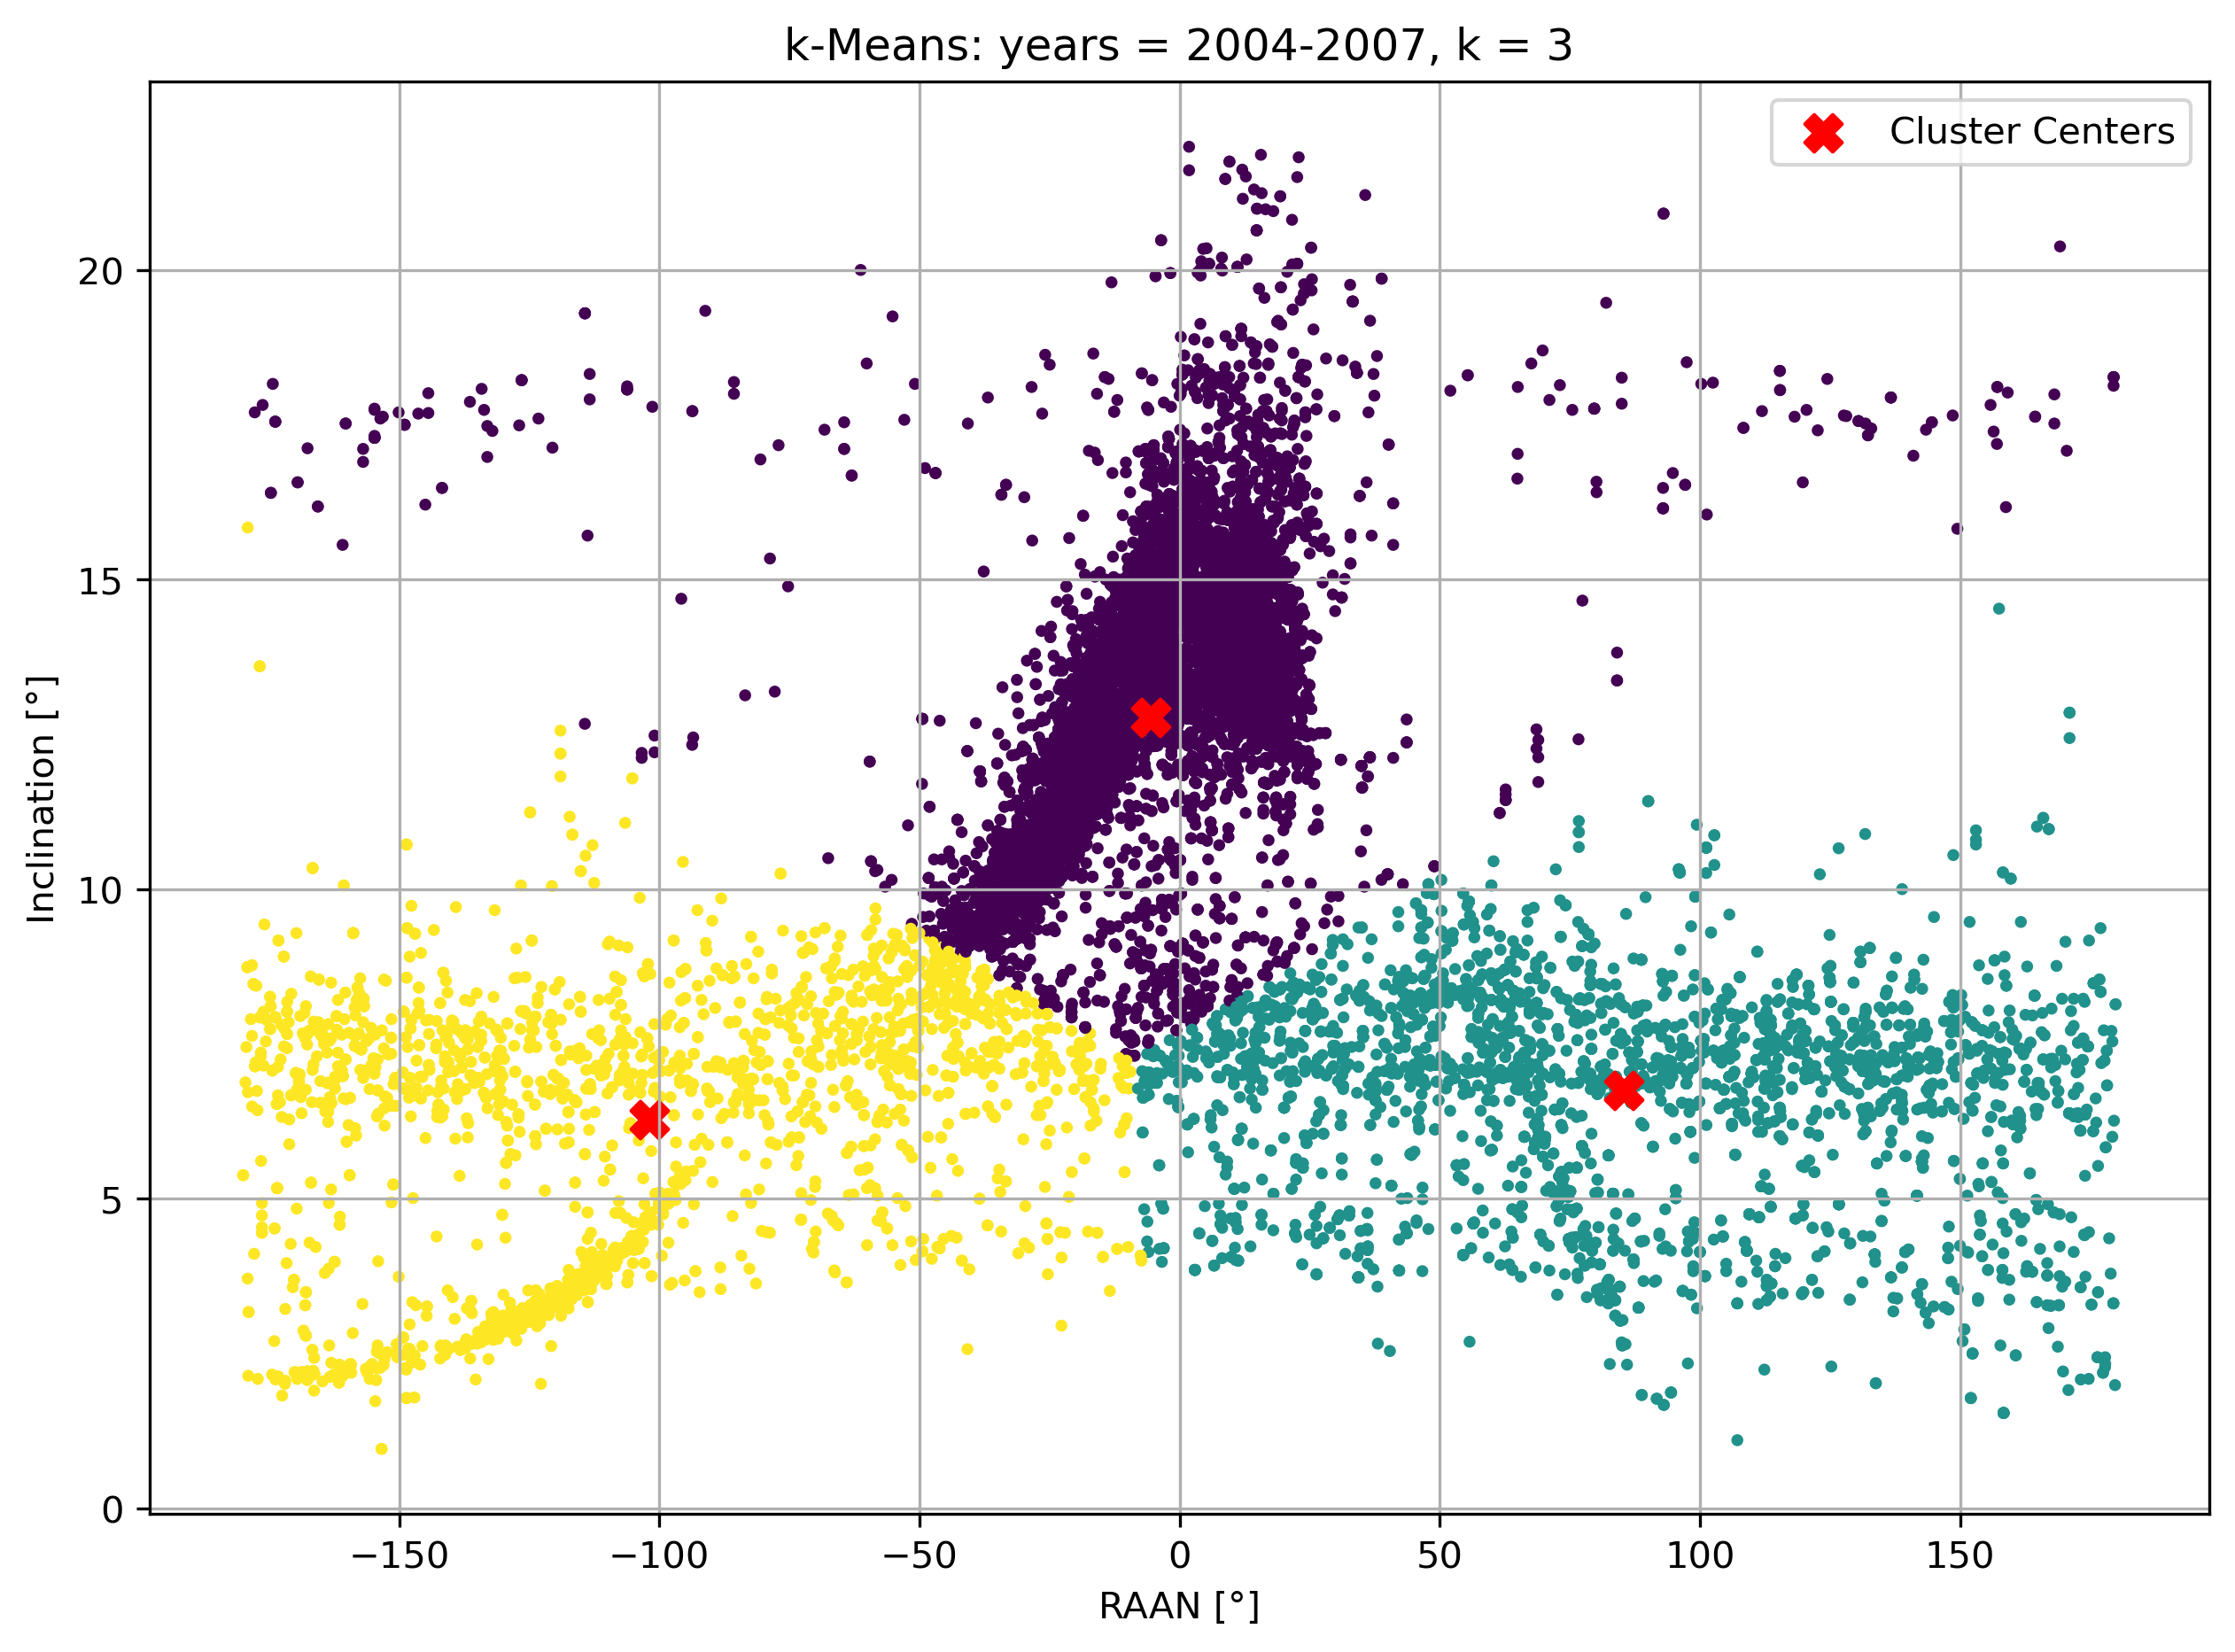 k-Means: years = 2004-2007, k = 3
Cluster Centers
20
15
10
5
0
Inclination [°]
−150 −100 −50 0 50 100 150
RAAN [°]